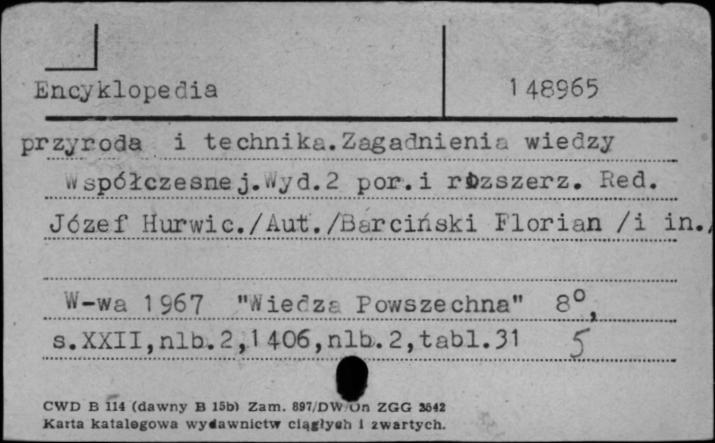 Encyklopedia 148965
przyroda i technika.Zagadnienia wiedzy
Współczesnej.Wyd.2 por.i rozszerz. Red.
Józef Hurwic./Aut./Barciński Florian /i in./
W-wa 1967 "Wiedza Powszechna" 8°,
s.XXII,nlb.2,1406,nlb.2,tabl.31 5
CWD B 114 (dawny B 15b) Zam. 897/DW/Un ZGG 3542
Karta katalogowa wydawnictw ciągłych i zwartych.